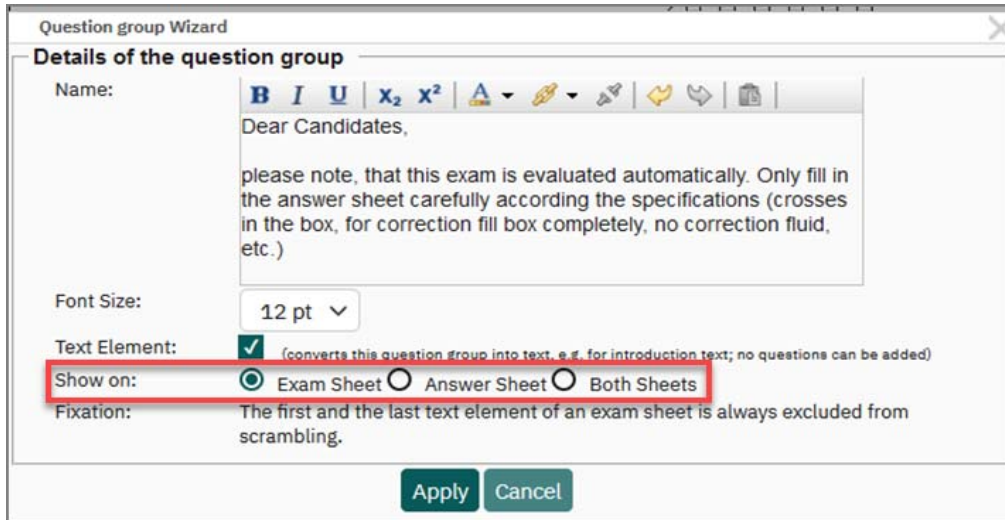 Question group Wizard
Details of the question group
Name:
B I U X₂ X² A
Dear Candidates,
please note, that this exam is evaluated automatically. Only fill in
the answer sheet carefully according the specifications (crosses
in the box, for correction fill box completely, no correction fluid,
etc.)
Font Size: 12 pt
Text Element: (converts this question group into text, e.g. for introduction text; no questions can be added)
Show on: Exam Sheet Answer Sheet Both Sheets
Fixation: The first and the last text element of an exam sheet is always excluded from
scrambling.
Apply Cancel